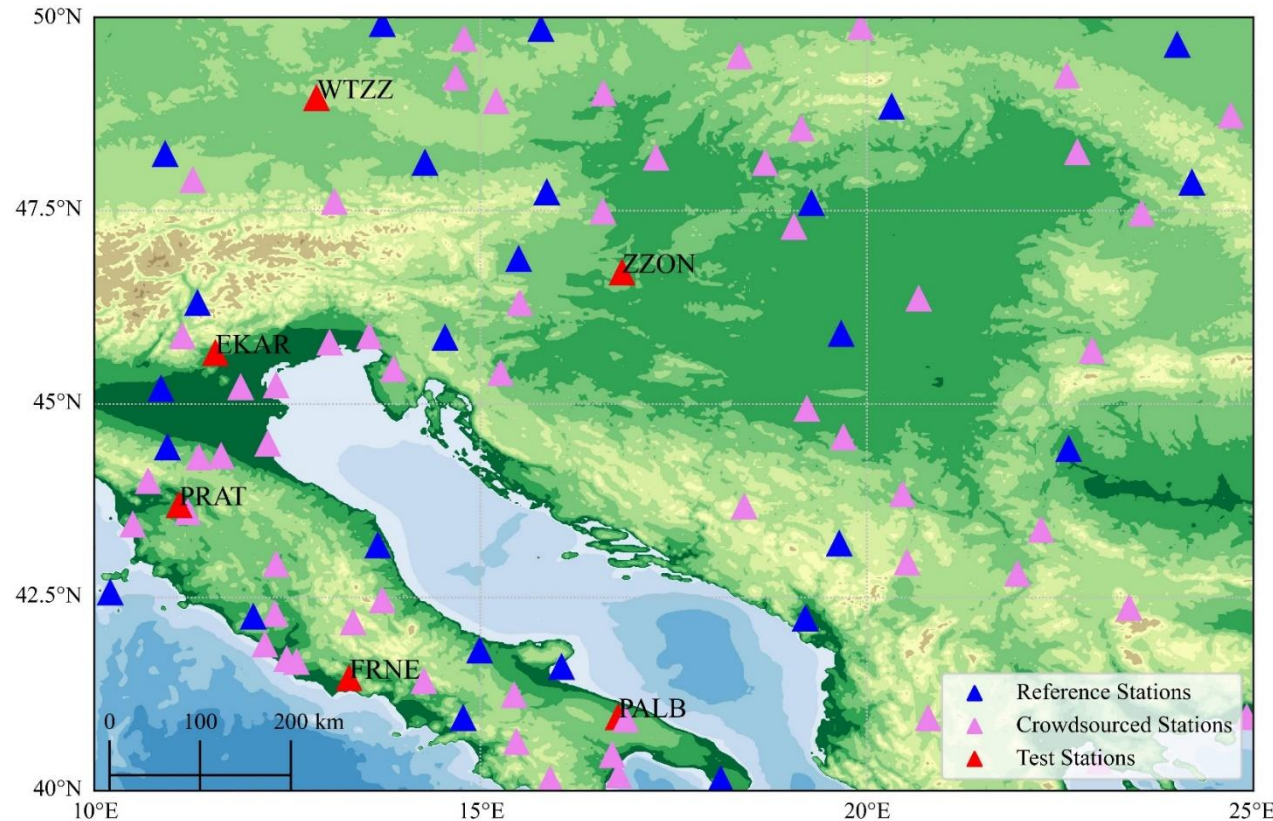 50°N
WTZZ
47.5°N
ZZON
EKAR
45°N
PRAT
42.5°N
FRNE
PALB
Reference Stations
Crowdsourced Stations
Test Stations
0 100 200 km
40°N
10°E 15°E 20°E 25°E